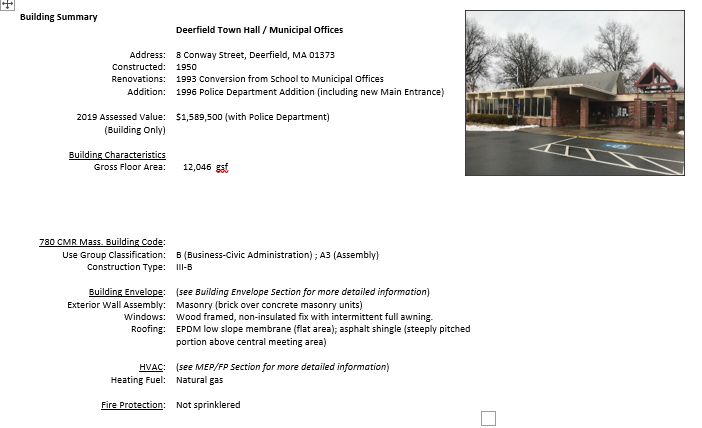 Building Summary
Deerfield Town Hall / Municipal Offices
Address: 8 Conway Street, Deerfield, MA 01373
Constructed: 1950
Renovations: 1993 Conversion from School to Municipal Offices
Addition: 1996 Police Department Addition (including new Main Entrance)
2019 Assessed Value: $1,589,500 (with Police Department)
(Building Only)
Building Characteristics
Gross Floor Area: 12,046 gsf
780 CMR Mass. Building Code:
Use Group Classification: B (Business-Civic Administration) ; A3 (Assembly)
Construction Type: III-B
Building Envelope: (see Building Envelope Section for more detailed information)
Exterior Wall Assembly: Masonry (brick over concrete masonry units)
Windows: Wood framed, non-insulated fix with intermittent full awning.
Roofing: EPDM low slope membrane (flat area); asphalt shingle (steeply pitched
portion above central meeting area)
HVAC: (see MEP/FP Section for more detailed information)
Heating Fuel: Natural gas
Fire Protection: Not sprinklered